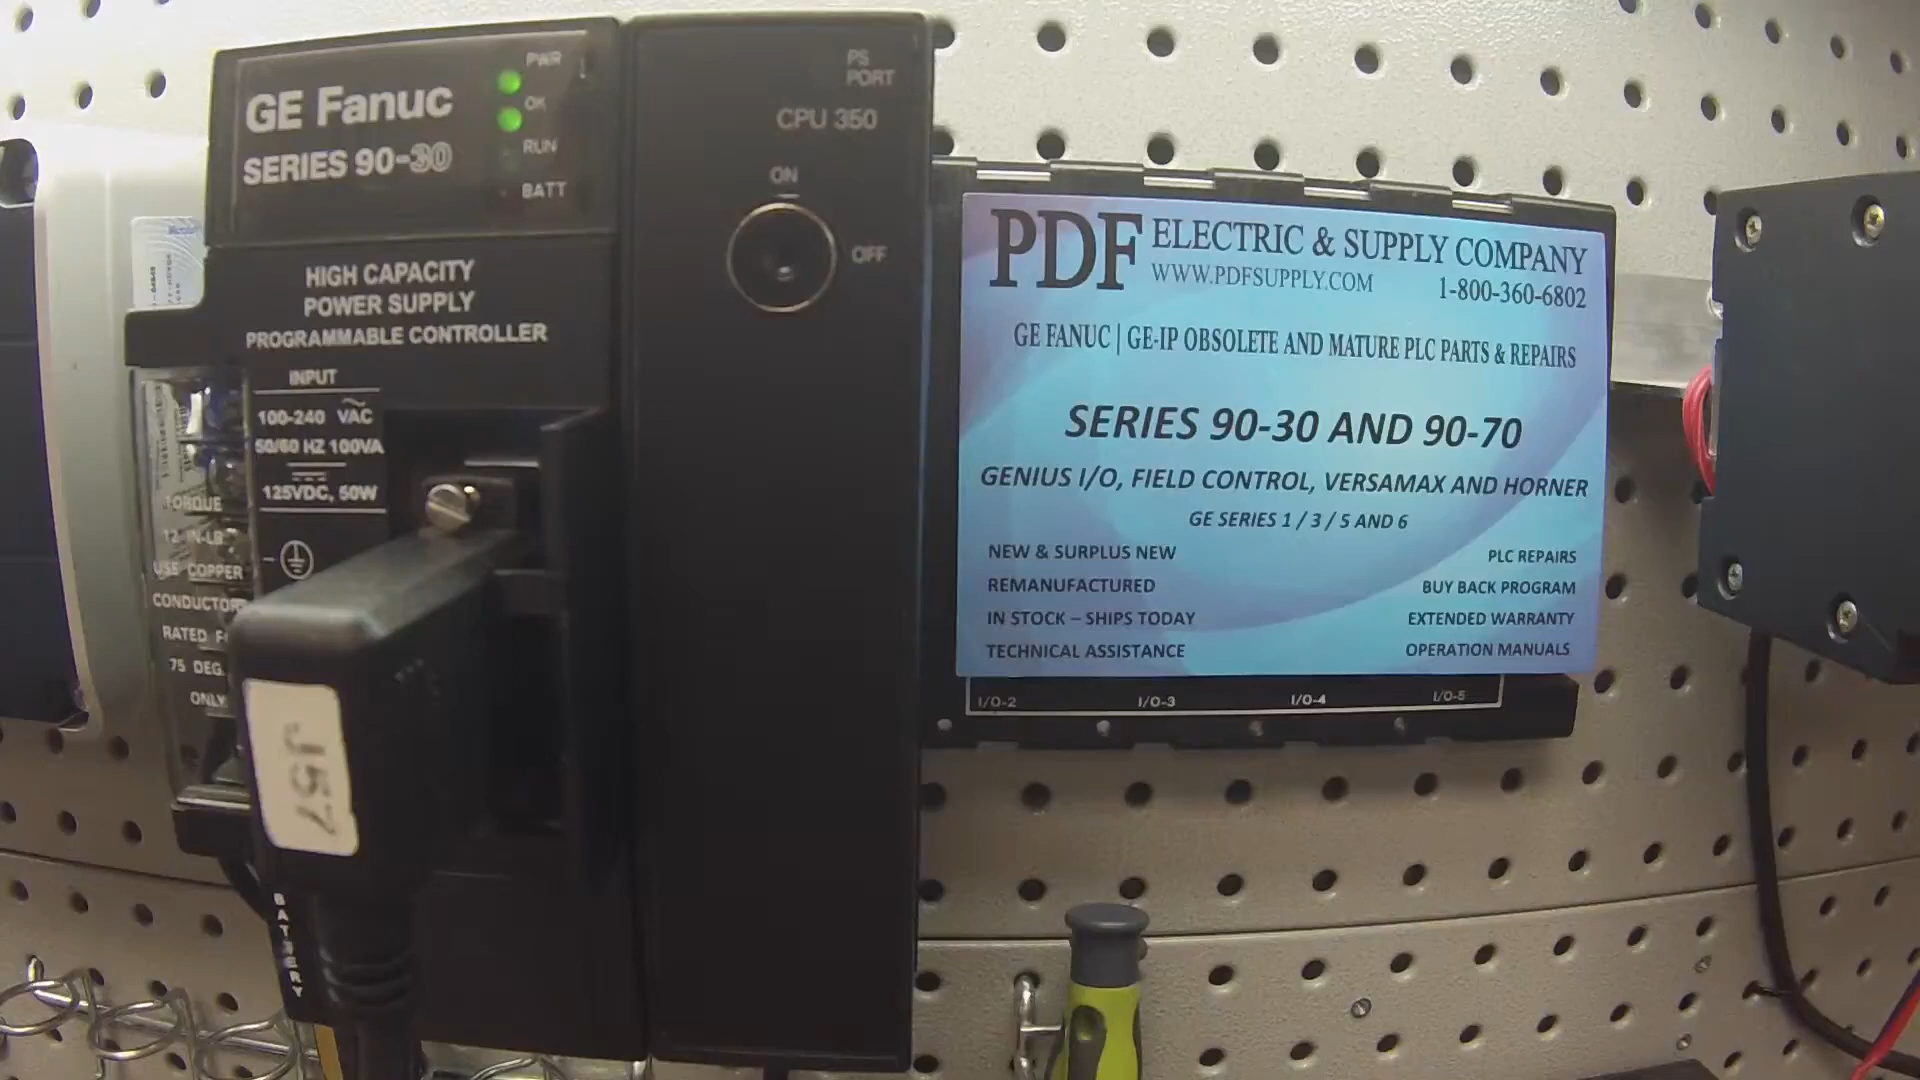 GE Fanuc
SERIES 90-30
PWR
OK
RUN
BATT
HIGH CAPACITY
POWER SUPPLY
PROGRAMMABLE CONTROLLER
INPUT
100-240 VAC
50/60 HZ 100VA
125VDC, 50W
TORQUE
12 IN-LB
USE COPPER
CONDUCTOR
RATED
75 DEG.
ONLY
J57
BATTERY
PS
PORT
CPU 350
ON
OFF
PDF ELECTRIC & SUPPLY COMPANY
WWW.PDFSUPPLY.COM 1-800-360-6802
GE FANUC | GE-IP OBSOLETE AND MATURE PLC PARTS & REPAIRS
SERIES 90-30 AND 90-70
GENIUS I/O, FIELD CONTROL, VERSAMAX AND HORNER
GE SERIES 1 / 3 / 5 AND 6
NEW & SURPLUS NEW
REMANUFACTURED
IN STOCK – SHIPS TODAY
TECHNICAL ASSISTANCE
PLC REPAIRS
BUY BACK PROGRAM
EXTENDED WARRANTY
OPERATION MANUALS
I/O-2 I/O-3 I/O-4 I/O-5